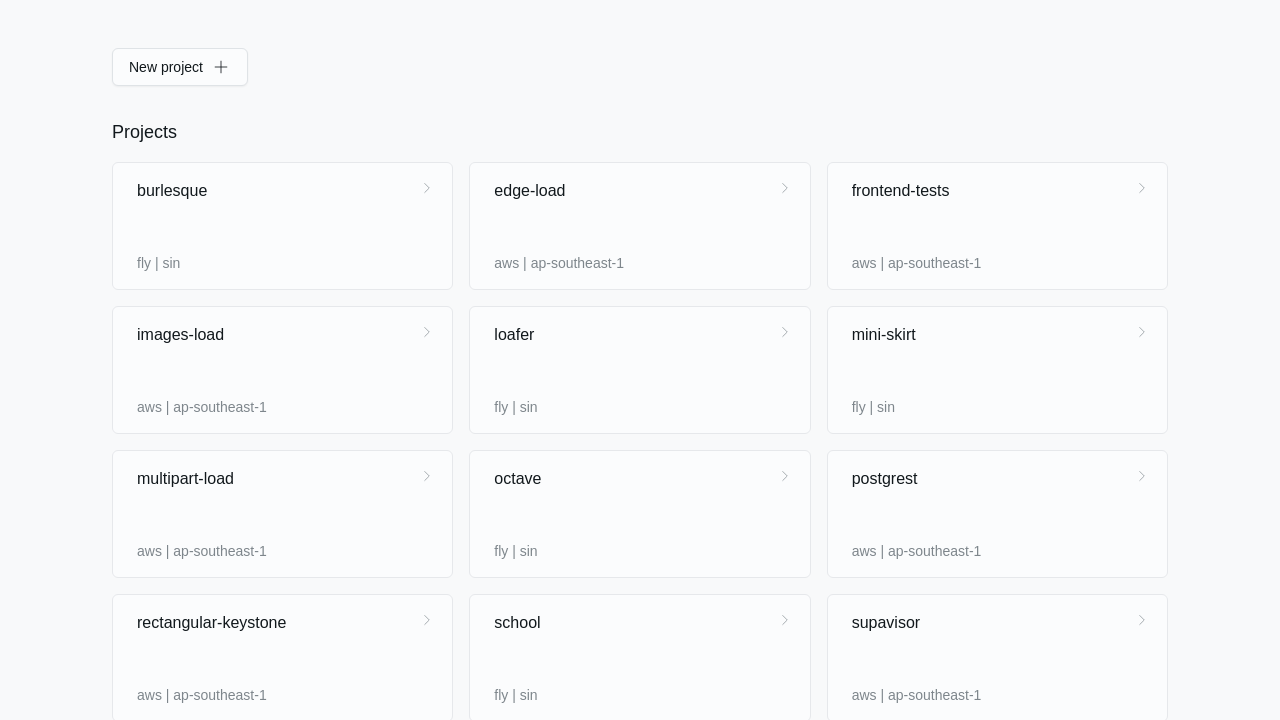 New project
Projects
burlesque
fly | sin
edge-load
aws | ap-southeast-1
frontend-tests
aws | ap-southeast-1
images-load
aws | ap-southeast-1
loafer
fly | sin
mini-skirt
fly | sin
multipart-load
aws | ap-southeast-1
octave
fly | sin
postgrest
aws | ap-southeast-1
rectangular-keystone
aws | ap-southeast-1
school
fly | sin
supavisor
aws | ap-southeast-1